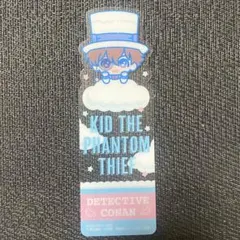 KID THE
PHANTOM
THIEF
DETECTIVE
CONAN